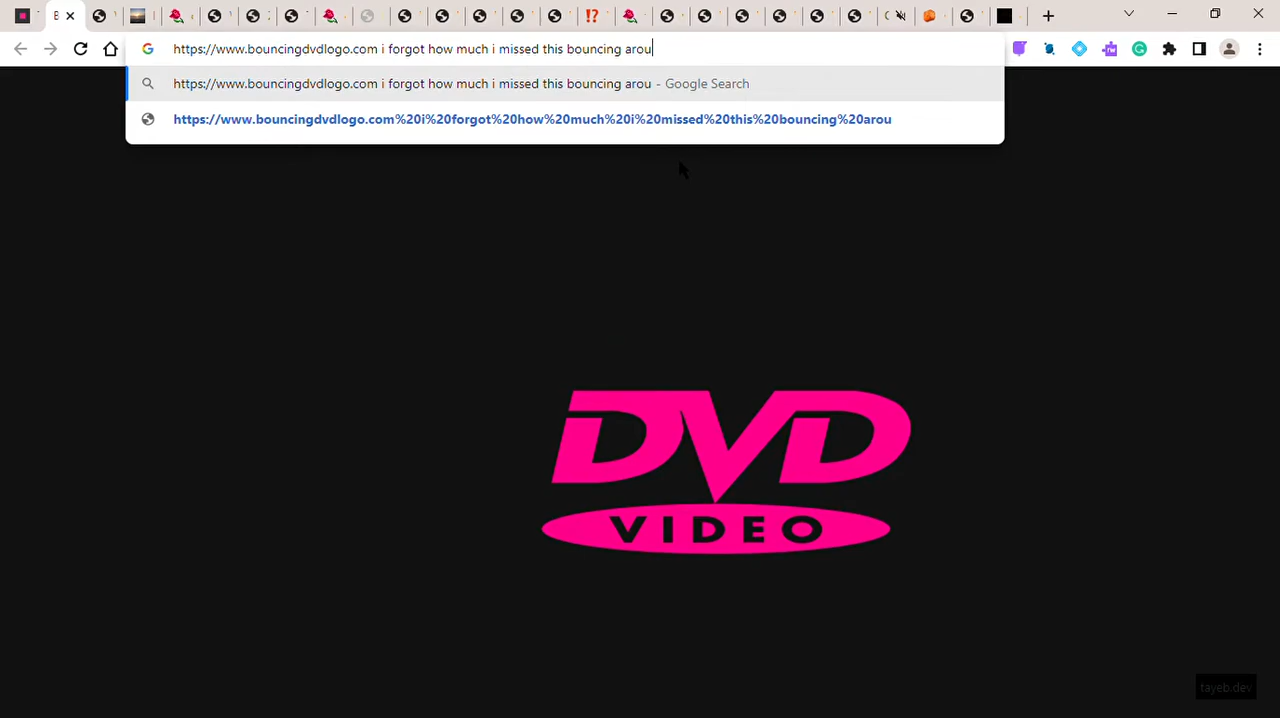 https://www.bouncingdvdlogo.com i forgot how much i missed this bouncing arou
https://www.bouncingdvdlogo.com i forgot how much i missed this bouncing arou - Google Search
https://www.bouncingdvdlogo.com%20i%20forgot%20how%20much%20i%20missed%20this%20bouncing%20arou
DVD
VIDEO
tayeb.dev